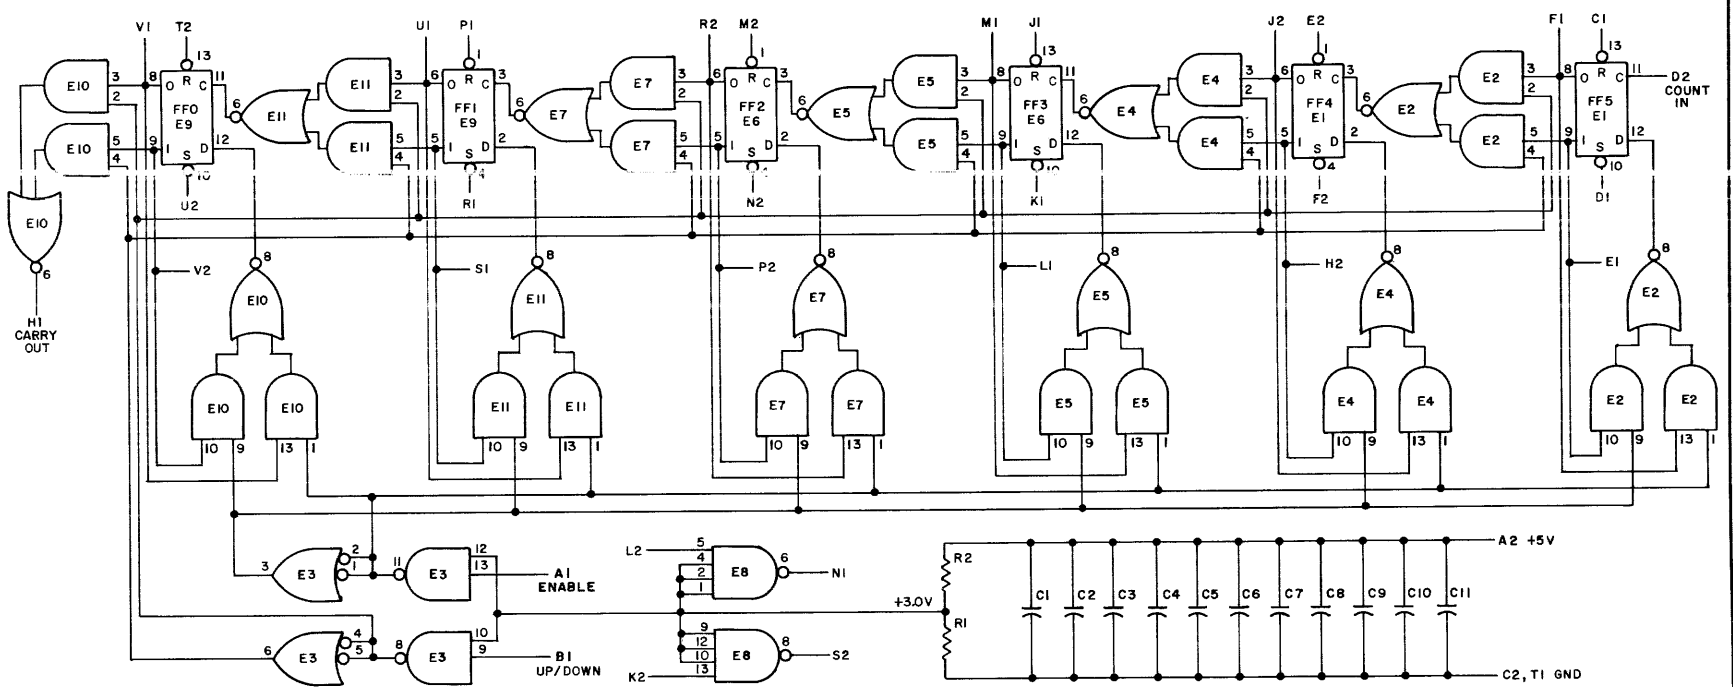 V1 T2 U1 P1 R2 M2 M1 J1 J2 E2 F1 C1
13 1 1 13 1 13
E10 3 2 8 O R C 11 E11 3 2 6 O R C 3 E7 3 2 6 O R C 3 E5 3 2 8 O R C 11 E4 3 2 6 O R C 3 E2 3 2 8 O R C 11 D2
COUNT
IN
FF0 FF1 FF2 FF3 FF4 FF5
E9 E9 E6 E6 E1 E1
6 E11 6 E7 6 E5 6 E4 6 E2
E10 5 4 9 I S D 12 E11 5 4 5 I S D 2 E7 5 4 5 I S D 2 E5 5 4 9 I S D 12 E4 5 4 5 I S D 2 E2 5 4 9 I S D 12
10 4 4 10 4 10
U2 R1 N2 K1 F2 D1
E10
6
H1
CARRY
OUT
V2 S1 P2 L1 H2 E1
8 8 8 8 8 8
E10 E11 E7 E5 E4 E2
E10 E10 E11 E11 E7 E7 E5 E5 E4 E4 E2 E2
10 9 13 1 10 9 13 1 10 9 13 1 10 9 13 1 10 9 13 1 10 9 13 1
3 E3 2 1 11 E3 12 13 A1
ENABLE
6 E3 4 5 8 E3 10 9 B1
UP/DOWN
L2 5 4 2 1 E8 6 N1
K2 9 12 10 13 E8 8 S2
+3.0V
R2
R1
A2 +5V
C1 C2 C3 C4 C5 C6 C7 C8 C9 C10 C11
C2, T1 GND